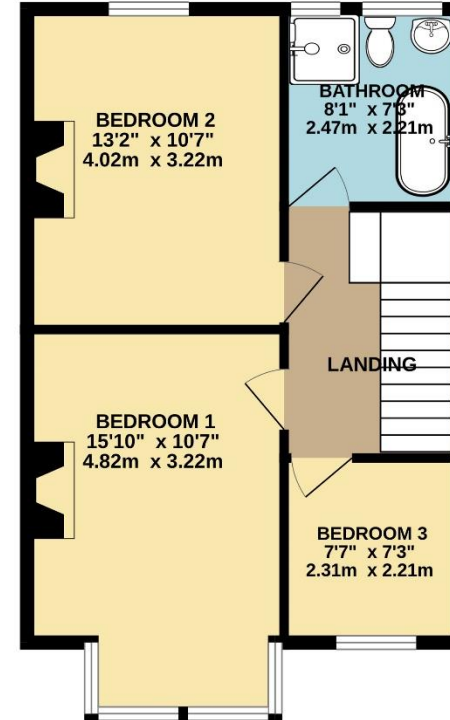 BATHROOM
8'1" x 7'3"
2.47m x 2.21m
BEDROOM 2
13'2" x 10'7"
4.02m x 3.22m
LANDING
BEDROOM 1
15'10" x 10'7"
4.82m x 3.22m
BEDROOM 3
7'7" x 7'3"
2.31m x 2.21m